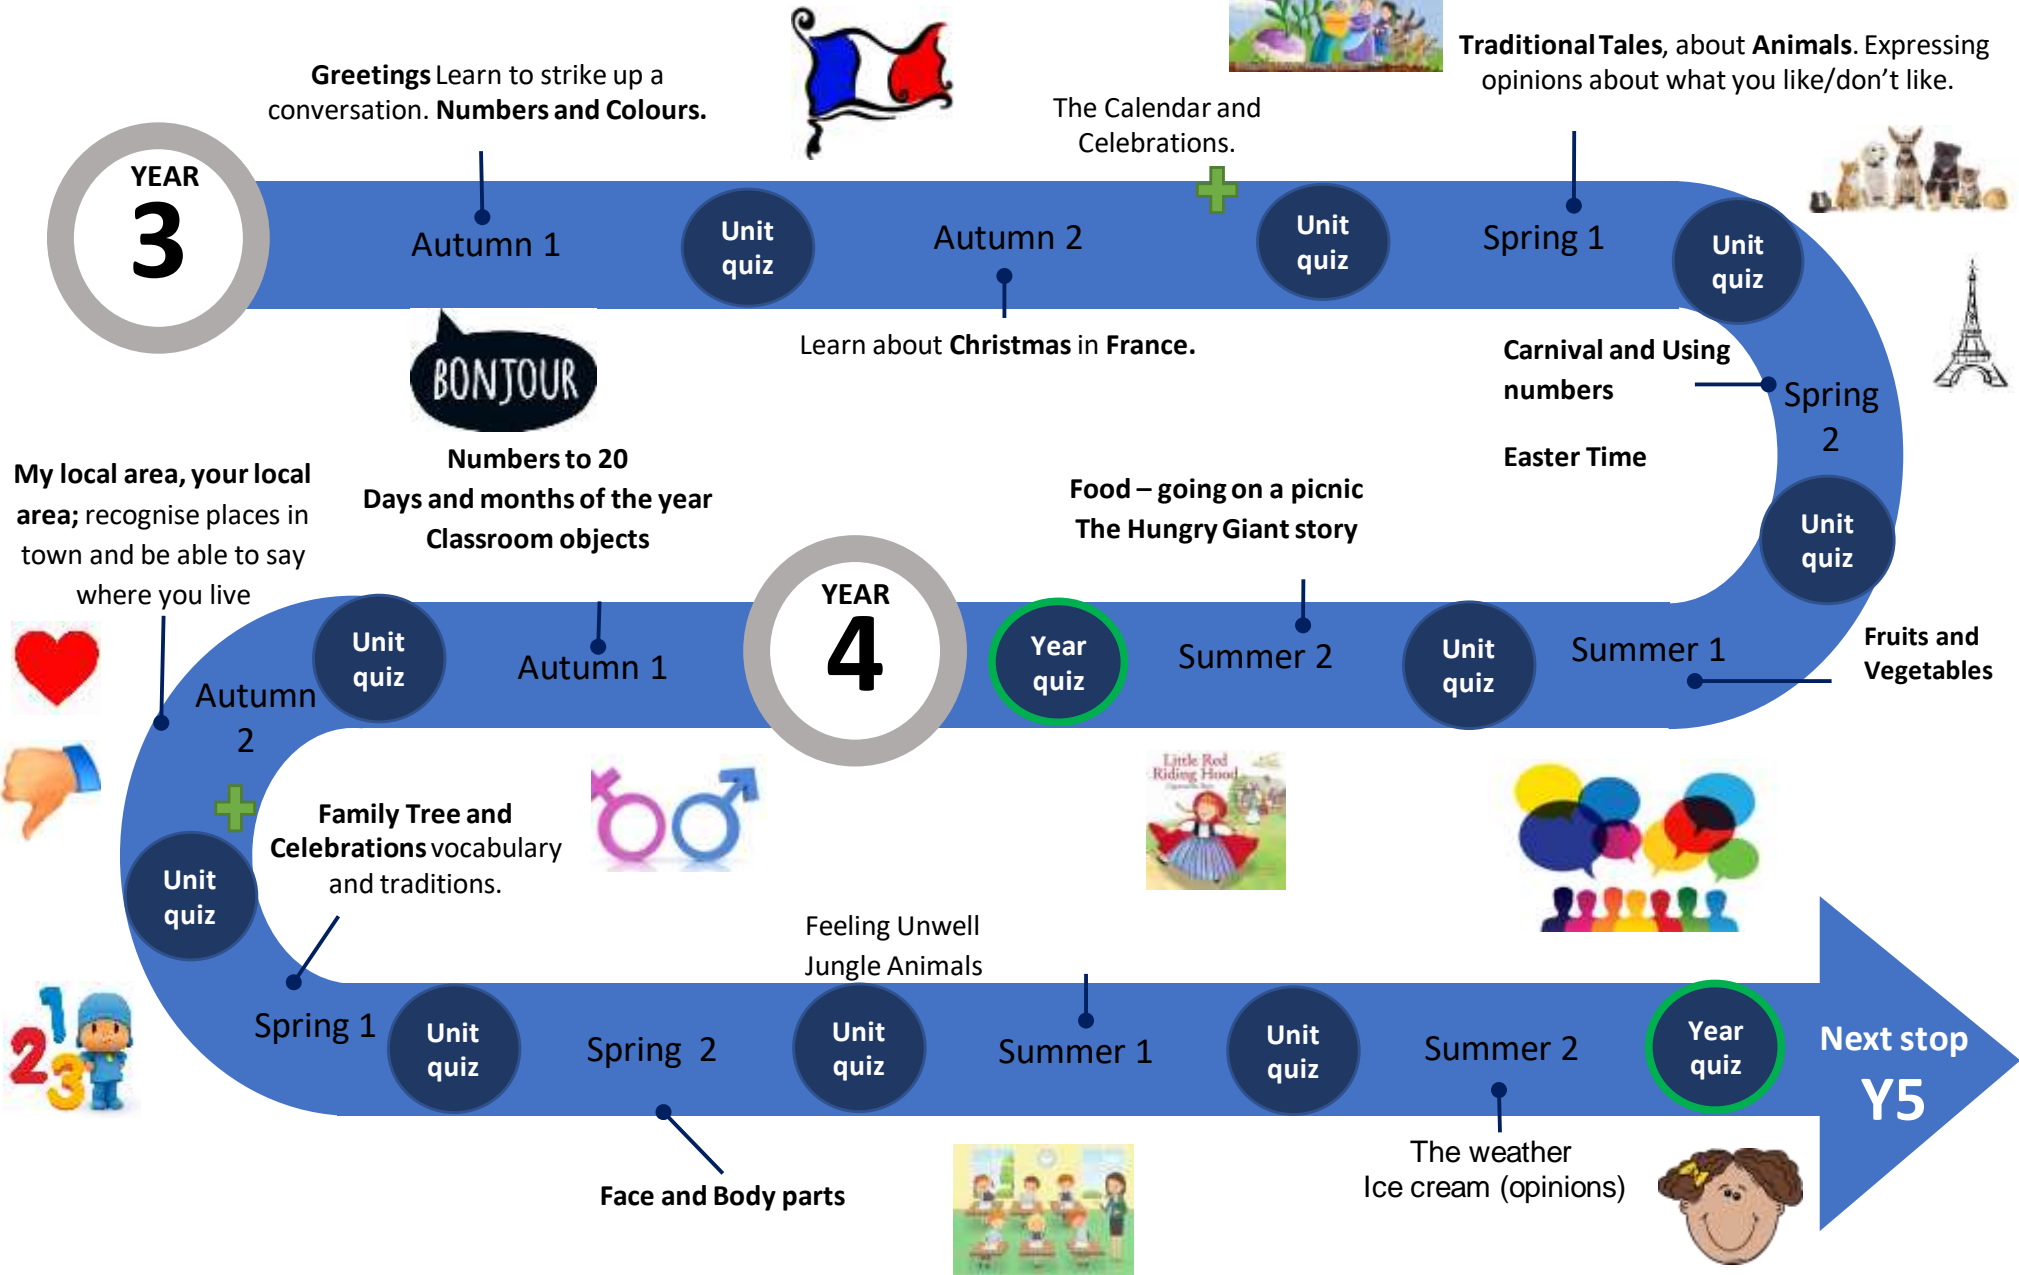 Greetings Learn to strike up a
conversation. Numbers and Colours.
The Calendar and
Celebrations.
Traditional Tales, about Animals. Expressing
opinions about what you like/don't like.
YEAR
3
Autumn 1
Unit
quiz
Autumn 2
Unit
quiz
Spring 1
Unit
quiz
BONJOUR
Learn about Christmas in France.
Carnival and Using
numbers
Easter Time
Spring
2
Unit
quiz
Fruits and
Vegetables
Summer 1
Unit
quiz
Food – going on a picnic
The Hungry Giant story
Summer 2
Year
quiz
YEAR
4
Numbers to 20
Days and months of the year
Classroom objects
Autumn 1
Unit
quiz
My local area, your local
area; recognise places in
town and be able to say
where you live
Autumn
2
Unit
quiz
Family Tree and
Celebrations vocabulary
and traditions.
Little Red
Riding Hood
Spring 1
Unit
quiz
Spring 2
Face and Body parts
Unit
quiz
Feeling Unwell
Jungle Animals
Summer 1
Unit
quiz
Summer 2
The weather
Ice cream (opinions)
Year
quiz
Next stop
Y5
1
2
3